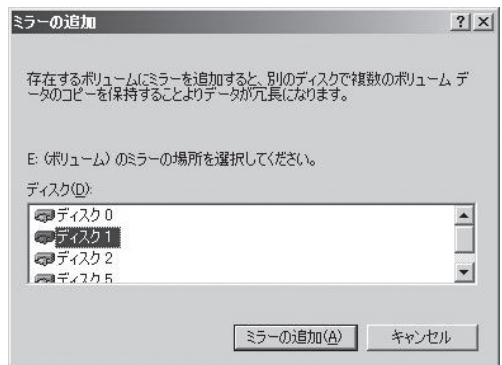 ミラーの追加
存在するボリュームにミラーを追加すると、別のディスクで複数のボリューム デ
ータのコピーを保持することよりデータが冗長になります。
E: (ボリューム) のミラーの場所を選択してください。
ディスク(D):
ディスク 0
ディスク 1
ディスク 2
ディスク 5
ミラーの追加(A)
キャンセル